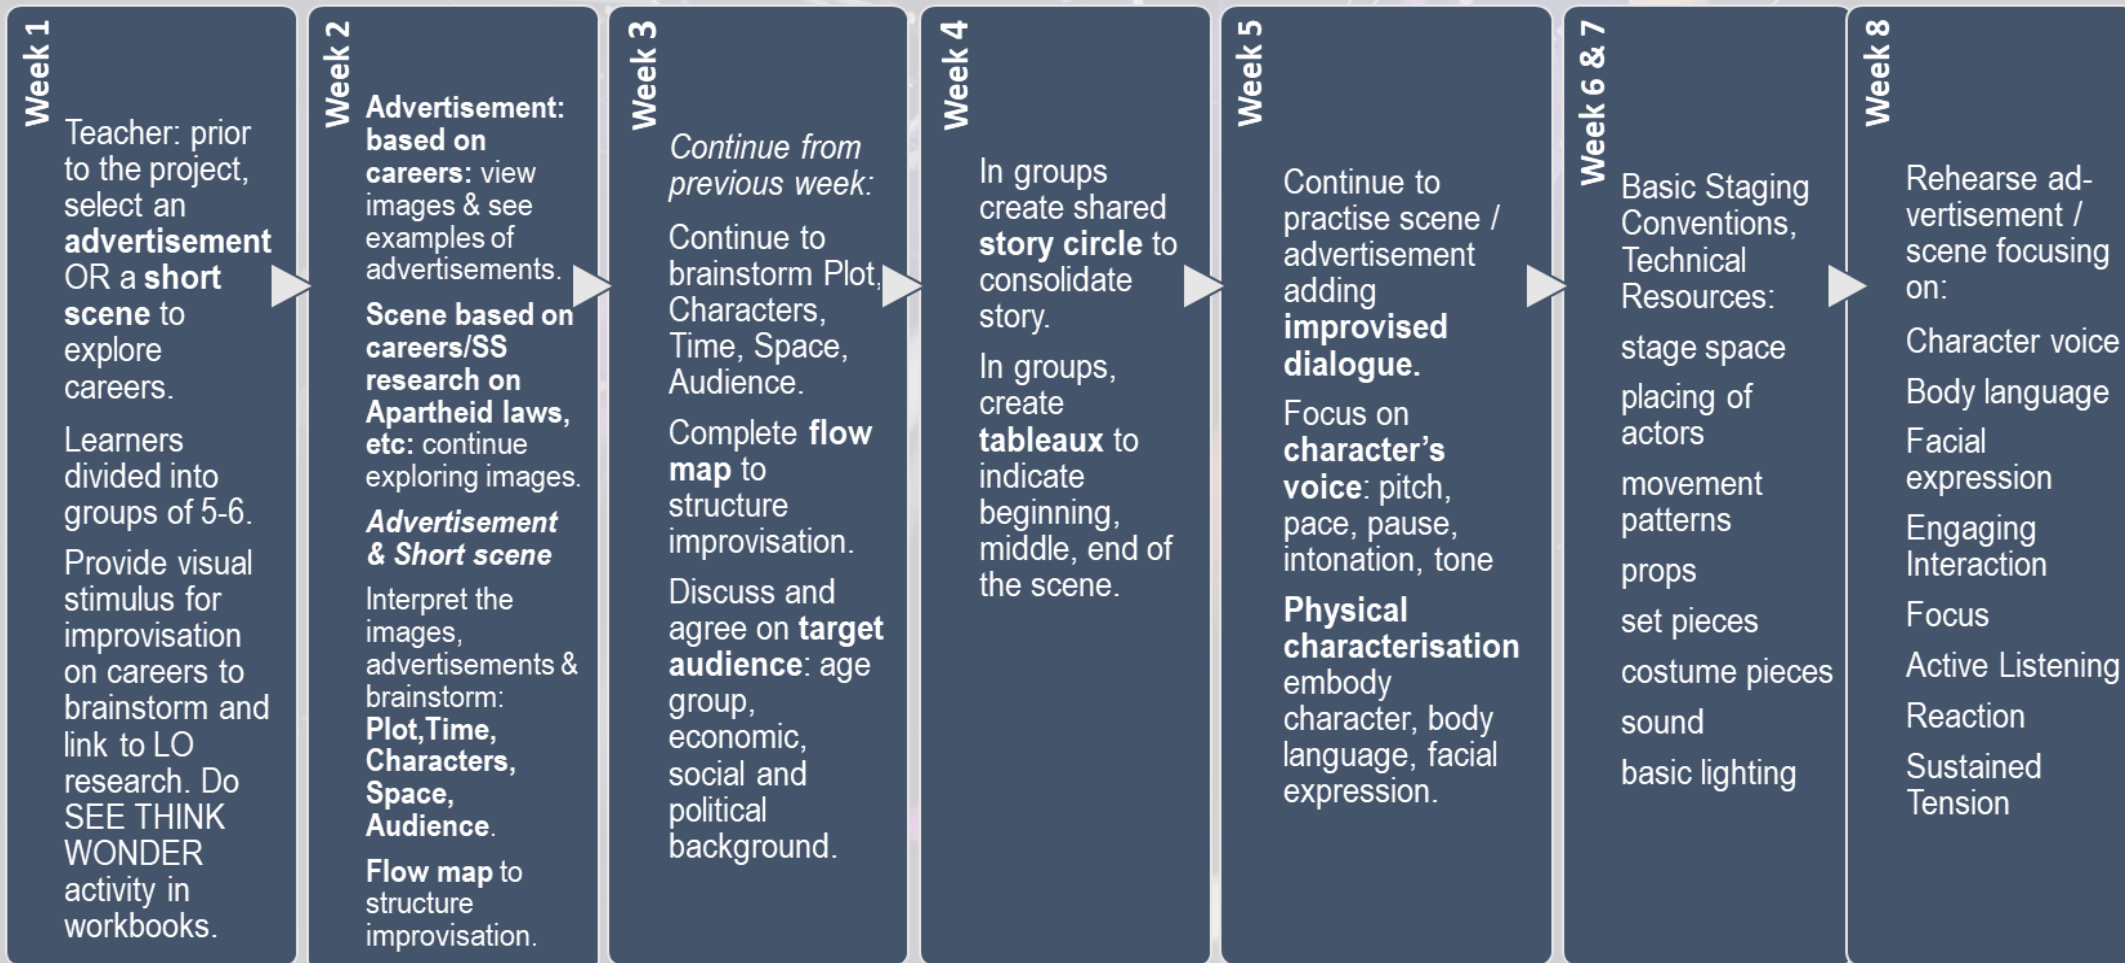 Week 1
Teacher: prior
to the project,
select an
advertisement
OR a short
scene to
explore
careers.
Learners
divided into
groups of 5-6.
Provide visual
stimulus for
improvisation
on careers to
brainstorm and
link to LO
research. Do
SEE THINK
WONDER
activity in
workbooks.
Week 2
Advertisement:
based on
careers: view
images & see
examples of
advertisements.
Scene based on
careers/SS
research on
Apartheid laws,
etc: continue
exploring images.
Advertisement
& Short scene
Interpret the
images,
advertisements &
brainstorm:
Plot,Time,
Characters,
Space,
Audience.
Flow map to
structure
improvisation.
Week 3
Continue from
previous week:
Continue to
brainstorm Plot,
Characters,
Time, Space,
Audience.
Complete flow
map to
structure
improvisation.
Discuss and
agree on target
audience: age
group,
economic,
social and
political
background.
Week 4
In groups
create shared
story circle to
consolidate
story.
In groups,
create
tableaux to
indicate
beginning,
middle, end of
the scene.
Week 5
Continue to
practise scene /
advertisement
adding
improvised
dialogue.
Focus on
character’s
voice: pitch,
pace, pause,
intonation, tone
Physical
characterisation
embody
character, body
language, facial
expression.
Week 6 & 7
Basic Staging
Conventions,
Technical
Resources:
stage space
placing of
actors
movement
patterns
props
set pieces
costume pieces
sound
basic lighting
Week 8
Rehearse ad-
vertisement /
scene focusing
on:
Character voice
Body language
Facial
expression
Engaging
Interaction
Focus
Active Listening
Reaction
Sustained
Tension